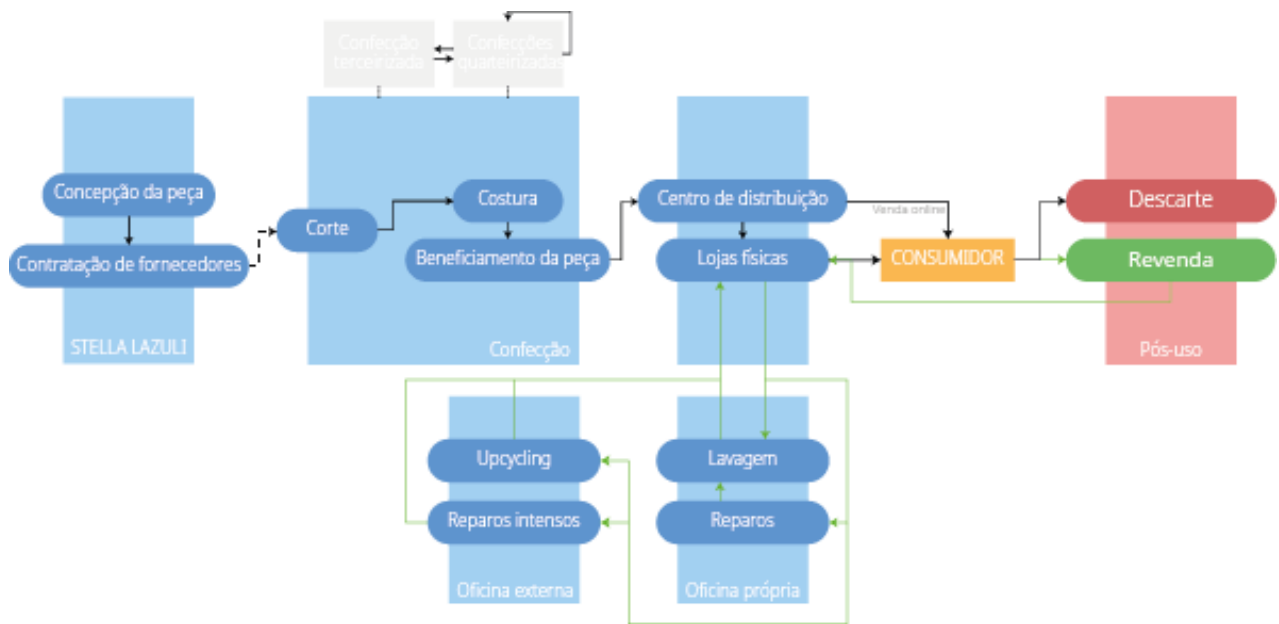 Confecção
terceirizada
Confecções
quarteirizadas
Concepção da peça
Contratação de fornecedores
STELLA LAZULI
Corte
Costura
Beneficiamento da peça
Confecção
Centro de distribuição
Venda online
Lojas físicas
CONSUMIDOR
Descarte
Revenda
Pós-uso
Upcycling
Reparos intensos
Oficina externa
Lavagem
Reparos
Oficina própria